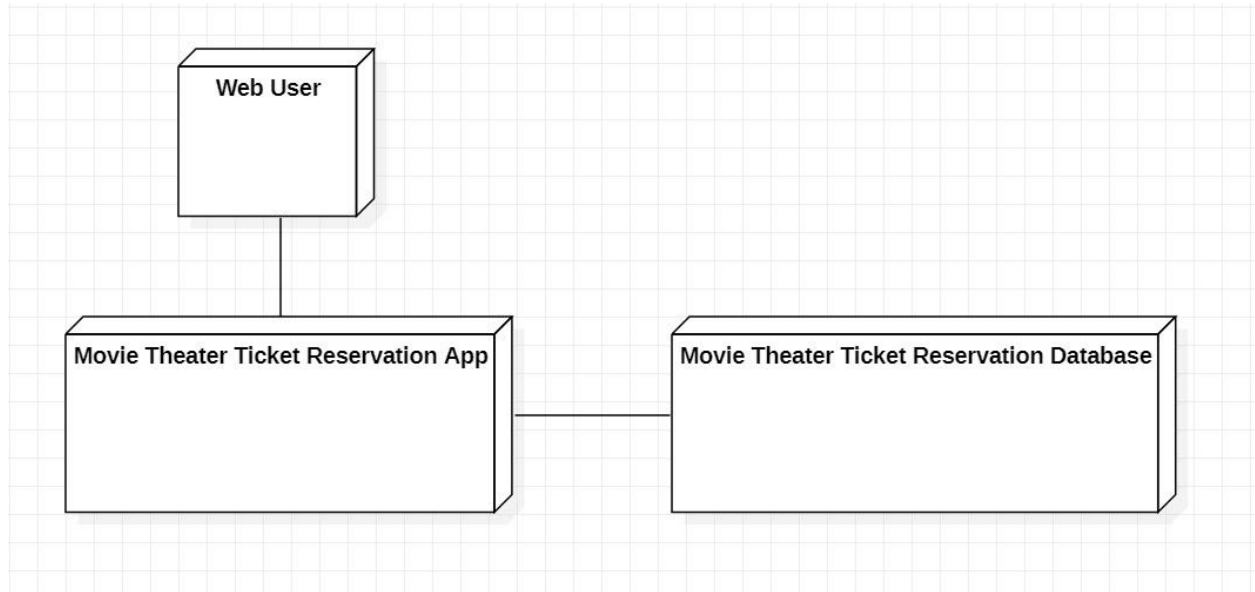 Web User
Movie Theater Ticket Reservation App
Movie Theater Ticket Reservation Database